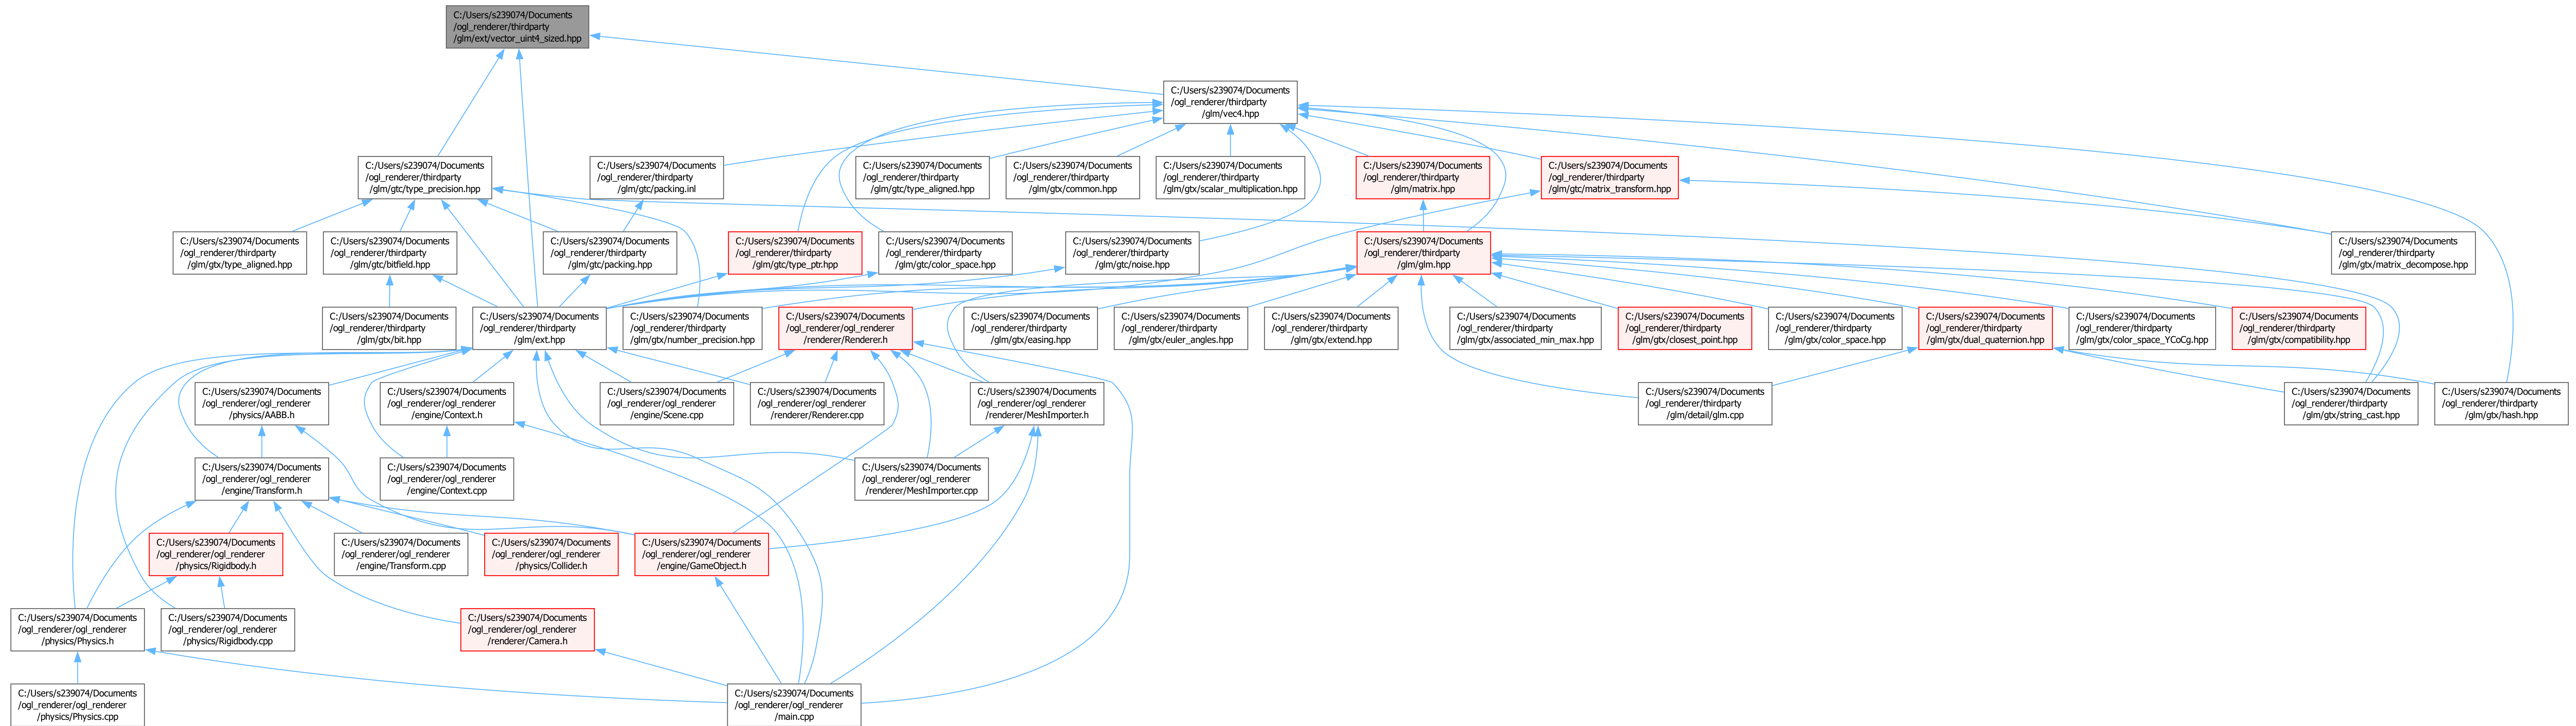 C:/Users/s239074/Documents
/ogl_renderer/thirdparty
/glm/ext/vector_uint4_sized.hpp
C:/Users/s239074/Documents
/ogl_renderer/thirdparty
/glm/vec4.hpp
C:/Users/s239074/Documents
/ogl_renderer/thirdparty
/glm/gtc/type_precision.hpp
C:/Users/s239074/Documents
/ogl_renderer/thirdparty
/glm/gtc/packing.inl
C:/Users/s239074/Documents
/ogl_renderer/thirdparty
/glm/gtc/type_aligned.hpp
C:/Users/s239074/Documents
/ogl_renderer/thirdparty
/glm/gtx/common.hpp
C:/Users/s239074/Documents
/ogl_renderer/thirdparty
/glm/gtx/scalar_multiplication.hpp
C:/Users/s239074/Documents
/ogl_renderer/thirdparty
/glm/matrix.hpp
C:/Users/s239074/Documents
/ogl_renderer/thirdparty
/glm/gtc/matrix_transform.hpp
C:/Users/s239074/Documents
/ogl_renderer/thirdparty
/glm/gtx/type_aligned.hpp
C:/Users/s239074/Documents
/ogl_renderer/thirdparty
/glm/gtc/bitfield.hpp
C:/Users/s239074/Documents
/ogl_renderer/thirdparty
/glm/gtc/packing.hpp
C:/Users/s239074/Documents
/ogl_renderer/thirdparty
/glm/gtc/type_ptr.hpp
C:/Users/s239074/Documents
/ogl_renderer/thirdparty
/glm/gtc/color_space.hpp
C:/Users/s239074/Documents
/ogl_renderer/thirdparty
/glm/gtc/noise.hpp
C:/Users/s239074/Documents
/ogl_renderer/thirdparty
/glm/glm.hpp
C:/Users/s239074/Documents
/ogl_renderer/thirdparty
/glm/gtx/matrix_decompose.hpp
C:/Users/s239074/Documents
/ogl_renderer/thirdparty
/glm/gtx/bit.hpp
C:/Users/s239074/Documents
/ogl_renderer/thirdparty
/glm/ext.hpp
C:/Users/s239074/Documents
/ogl_renderer/thirdparty
/glm/gtx/number_precision.hpp
C:/Users/s239074/Documents
/ogl_renderer/ogl_renderer
/renderer/Renderer.h
C:/Users/s239074/Documents
/ogl_renderer/thirdparty
/glm/gtx/easing.hpp
C:/Users/s239074/Documents
/ogl_renderer/thirdparty
/glm/gtx/euler_angles.hpp
C:/Users/s239074/Documents
/ogl_renderer/thirdparty
/glm/gtx/extend.hpp
C:/Users/s239074/Documents
/ogl_renderer/thirdparty
/glm/gtx/associated_min_max.hpp
C:/Users/s239074/Documents
/ogl_renderer/thirdparty
/glm/gtx/closest_point.hpp
C:/Users/s239074/Documents
/ogl_renderer/thirdparty
/glm/gtx/color_space.hpp
C:/Users/s239074/Documents
/ogl_renderer/thirdparty
/glm/gtx/dual_quaternion.hpp
C:/Users/s239074/Documents
/ogl_renderer/thirdparty
/glm/gtx/color_space_YCoCg.hpp
C:/Users/s239074/Documents
/ogl_renderer/thirdparty
/glm/gtx/compatibility.hpp
C:/Users/s239074/Documents
/ogl_renderer/ogl_renderer
/physics/AABB.h
C:/Users/s239074/Documents
/ogl_renderer/ogl_renderer
/engine/Context.h
C:/Users/s239074/Documents
/ogl_renderer/ogl_renderer
/engine/Scene.cpp
C:/Users/s239074/Documents
/ogl_renderer/ogl_renderer
/renderer/Renderer.cpp
C:/Users/s239074/Documents
/ogl_renderer/ogl_renderer
/renderer/MeshImporter.h
C:/Users/s239074/Documents
/ogl_renderer/thirdparty
/glm/detail/glm.cpp
C:/Users/s239074/Documents
/ogl_renderer/thirdparty
/glm/gtx/string_cast.hpp
C:/Users/s239074/Documents
/ogl_renderer/thirdparty
/glm/gtx/hash.hpp
C:/Users/s239074/Documents
/ogl_renderer/ogl_renderer
/engine/Transform.h
C:/Users/s239074/Documents
/ogl_renderer/ogl_renderer
/engine/Context.cpp
C:/Users/s239074/Documents
/ogl_renderer/ogl_renderer
/renderer/MeshImporter.cpp
C:/Users/s239074/Documents
/ogl_renderer/ogl_renderer
/physics/Rigidbody.h
C:/Users/s239074/Documents
/ogl_renderer/ogl_renderer
/engine/Transform.cpp
C:/Users/s239074/Documents
/ogl_renderer/ogl_renderer
/physics/Collider.h
C:/Users/s239074/Documents
/ogl_renderer/ogl_renderer
/engine/GameObject.h
C:/Users/s239074/Documents
/ogl_renderer/ogl_renderer
/physics/Physics.h
C:/Users/s239074/Documents
/ogl_renderer/ogl_renderer
/physics/Rigidbody.cpp
C:/Users/s239074/Documents
/ogl_renderer/ogl_renderer
/renderer/Camera.h
C:/Users/s239074/Documents
/ogl_renderer/ogl_renderer
/physics/Physics.cpp
C:/Users/s239074/Documents
/ogl_renderer/ogl_renderer
/main.cpp